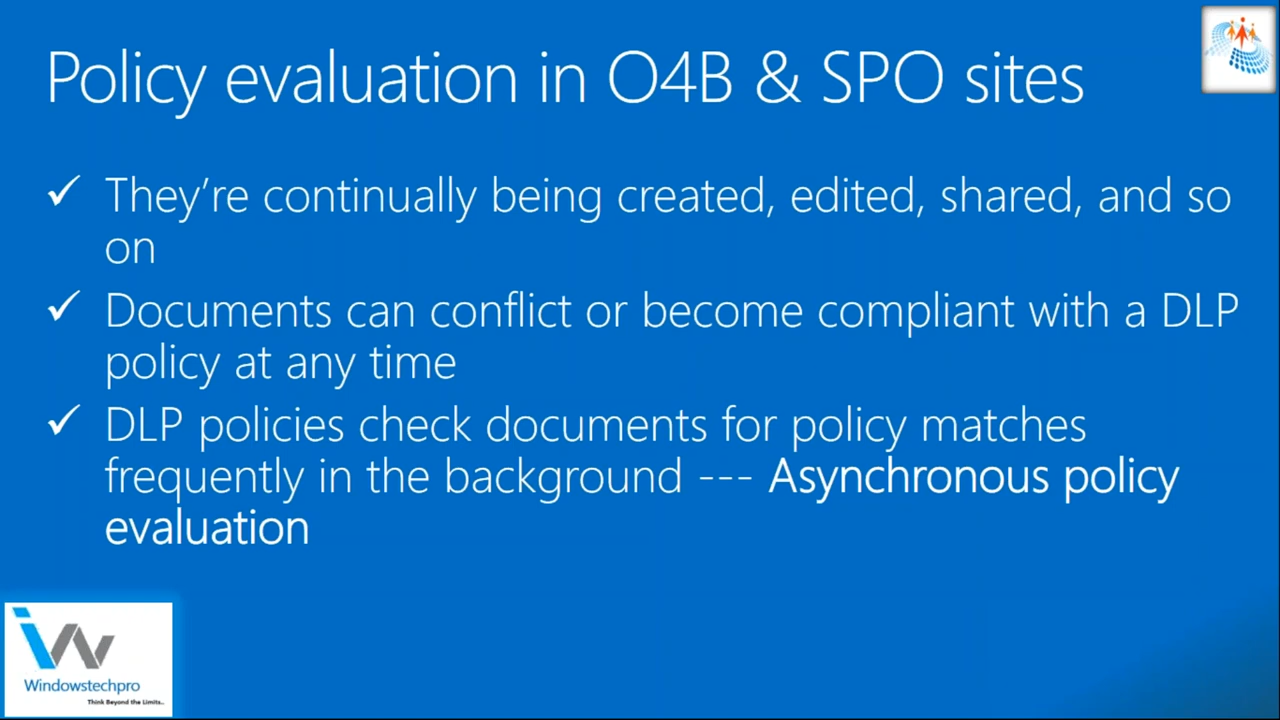 Policy evaluation in O4B & SPO sites
✓ They’re continually being created, edited, shared, and so
on
✓ Documents can conflict or become compliant with a DLP
policy at any time
✓ DLP policies check documents for policy matches
frequently in the background --- Asynchronous policy
evaluation
iW
Windowstechpro
Think Beyond the Limits..